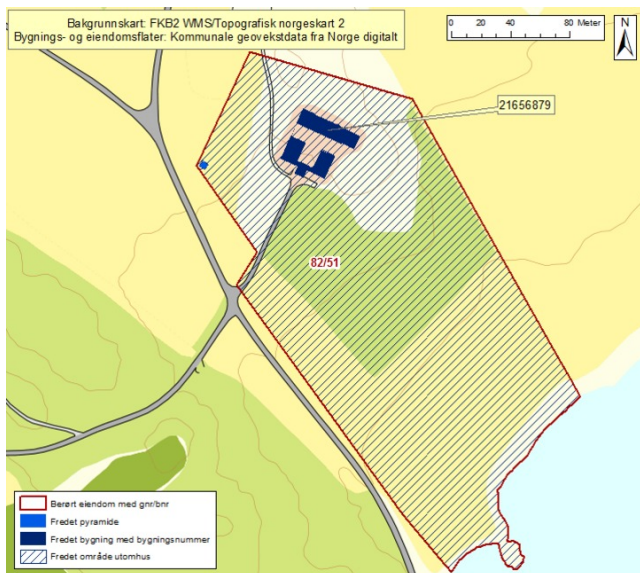 Bakgrunnskart: FKB2 WMS/Topografisk norgeskart 2
Bygnings- og eiendomsflater: Kommunale geovekstdata fra Norge digitalt
0 20 40 80 Meter
N
21656879
82/51
Berørt eiendom med gnr/bnr
Fredet pyramide
Fredet bygning med bygningsnummer
Fredet område utomhus